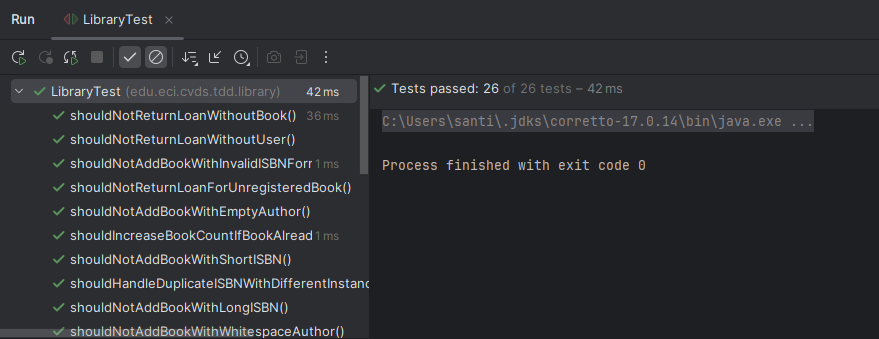 Run LibraryTest
LibraryTest (edu.eci.cvds.tdd.library) 42 ms
shouldNotReturnLoanWithoutBook() 36 ms
shouldNotReturnLoanWithoutUser()
shouldNotAddBookWithInvalidISBNForr 1 ms
shouldNotReturnLoanForUnregisteredBook()
shouldNotAddBookWithEmptyAuthor()
shouldIncreaseBookCountIfBookAlread 1 ms
shouldNotAddBookWithShortISBN()
shouldHandleDuplicateISBNWithDifferentInstanc
shouldNotAddBookWithLongISBN()
shouldNotAddBookWithWhitespaceAuthor()
Tests passed: 26 of 26 tests – 42 ms
C:\Users\santi\.jdks\corretto-17.0.14\bin\java.exe ...
Process finished with exit code 0